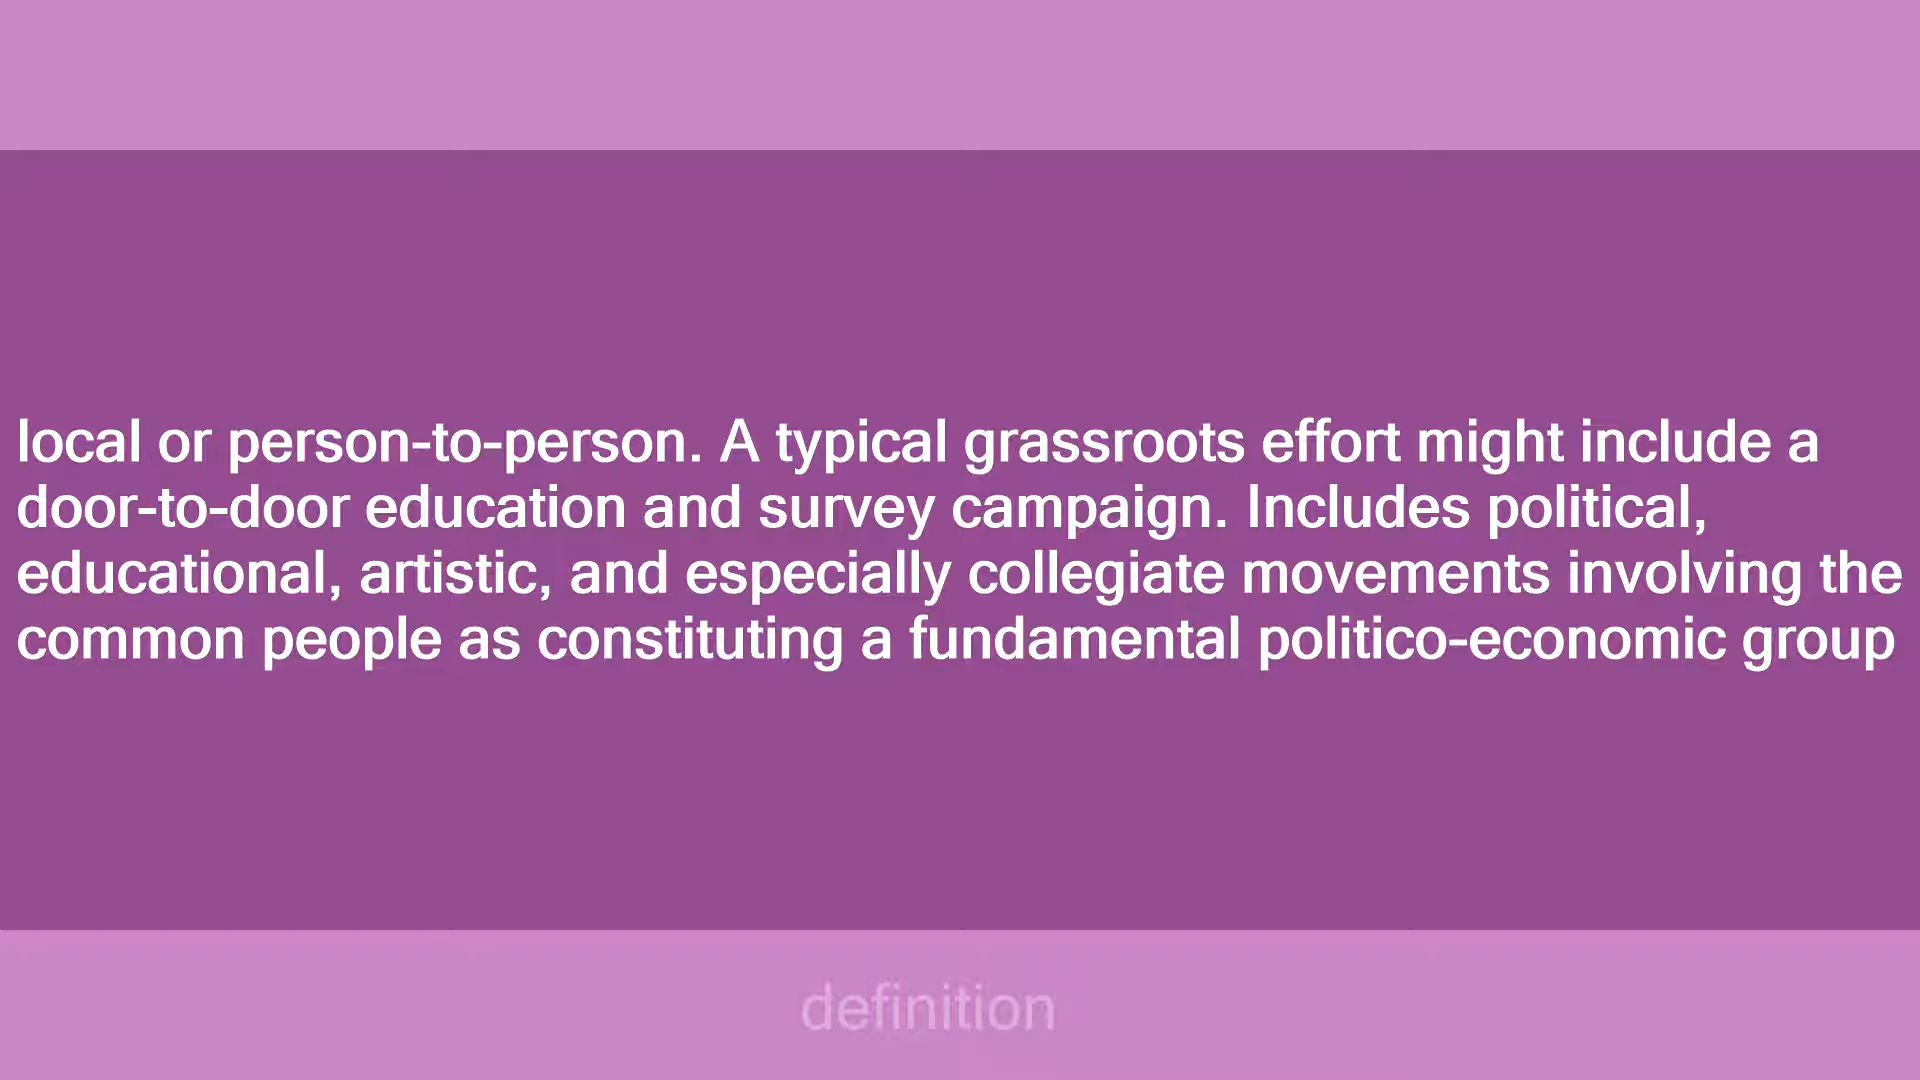 local or person-to-person. A typical grassroots effort might include a
door-to-door education and survey campaign. Includes political,
educational, artistic, and especially collegiate movements involving the
common people as constituting a fundamental politico-economic group
definition